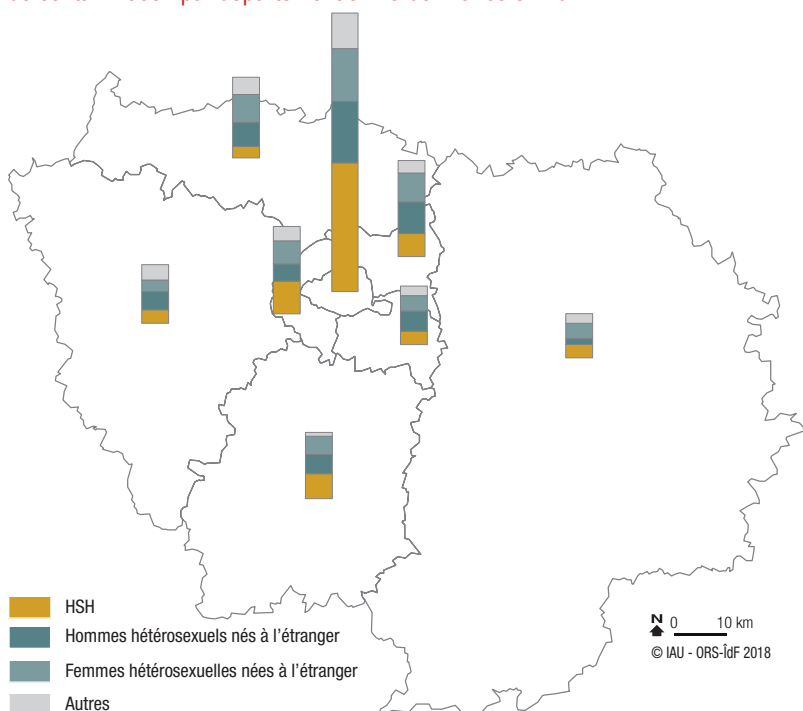 HSH
Hommes hétérosexuels nés à l'étranger
Femmes hétérosexuelles nées à l'étranger
Autres
N 0 10 km
© IAU - ORS-ÎdF 2018